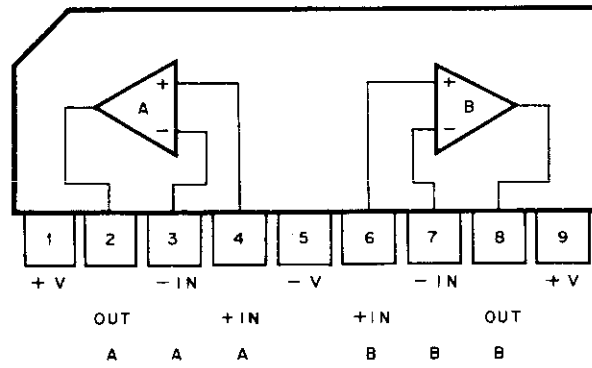 + A − + B −
1 2 3 4 5 6 7 8 9
+ V − IN − V − IN + V
OUT + IN + IN OUT
A A A B B B